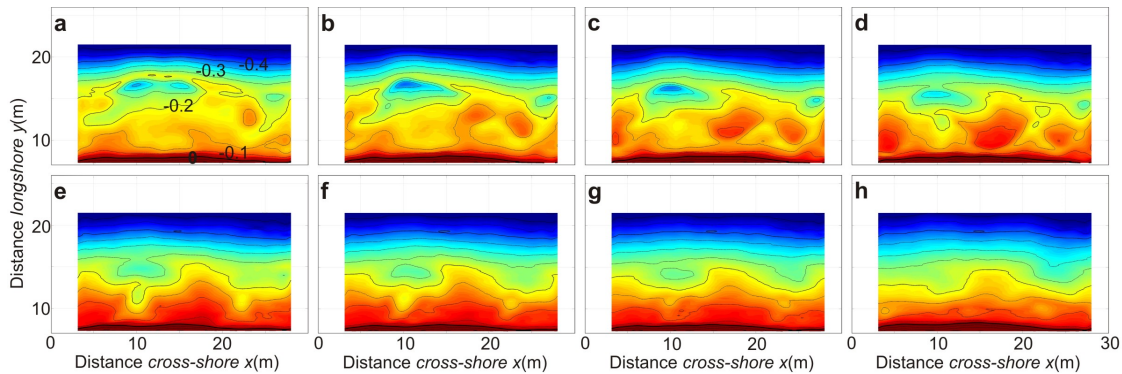 a b c d
20
-0.3 -0.4
-0.2
10
0 -0.1
Distance longshore y(m)
e f g h
20
10
0 10 20 0 10 20 0 10 20 0 10 20 30
Distance cross-shore x(m) Distance cross-shore x(m) Distance cross-shore x(m) Distance cross-shore x(m)
Distance longshore y(m)